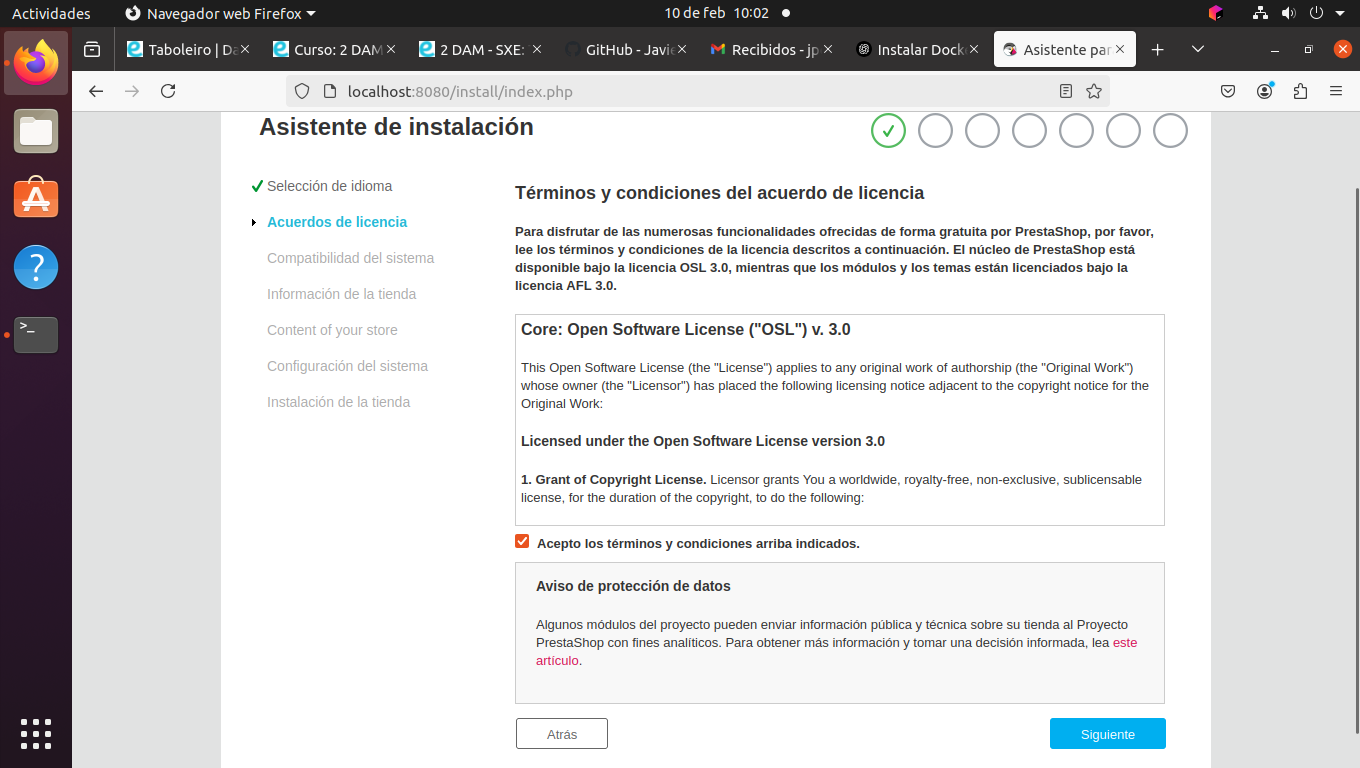 Actividades
Navegador web Firefox
10 de feb 10:02
Taboleiro | Da
Curso: 2 DAM
2 DAM - SXE:
GitHub - Javie
Recibidos - jp
Instalar Docke
Asistente par
localhost:8080/install/index.php
Asistente de instalación
Selección de idioma
Acuerdos de licencia
Compatibilidad del sistema
Información de la tienda
Content of your store
Configuración del sistema
Instalación de la tienda
Términos y condiciones del acuerdo de licencia
Para disfrutar de las numerosas funcionalidades ofrecidas de forma gratuita por PrestaShop, por favor,
lee los términos y condiciones de la licencia descritos a continuación. El núcleo de PrestaShop está
disponible bajo la licencia OSL 3.0, mientras que los módulos y los temas están licenciados bajo la
licencia AFL 3.0.
Core: Open Software License ("OSL") v. 3.0
This Open Software License (the "License") applies to any original work of authorship (the "Original Work")
whose owner (the "Licensor") has placed the following licensing notice adjacent to the copyright notice for the
Original Work:
Licensed under the Open Software License version 3.0
1. Grant of Copyright License. Licensor grants You a worldwide, royalty-free, non-exclusive, sublicensable
license, for the duration of the copyright, to do the following:
Acepto los términos y condiciones arriba indicados.
Aviso de protección de datos
Algunos módulos del proyecto pueden enviar información pública y técnica sobre su tienda al Proyecto
PrestaShop con fines analíticos. Para obtener más información y tomar una decisión informada, lea este
artículo.
Atrás
Siguiente